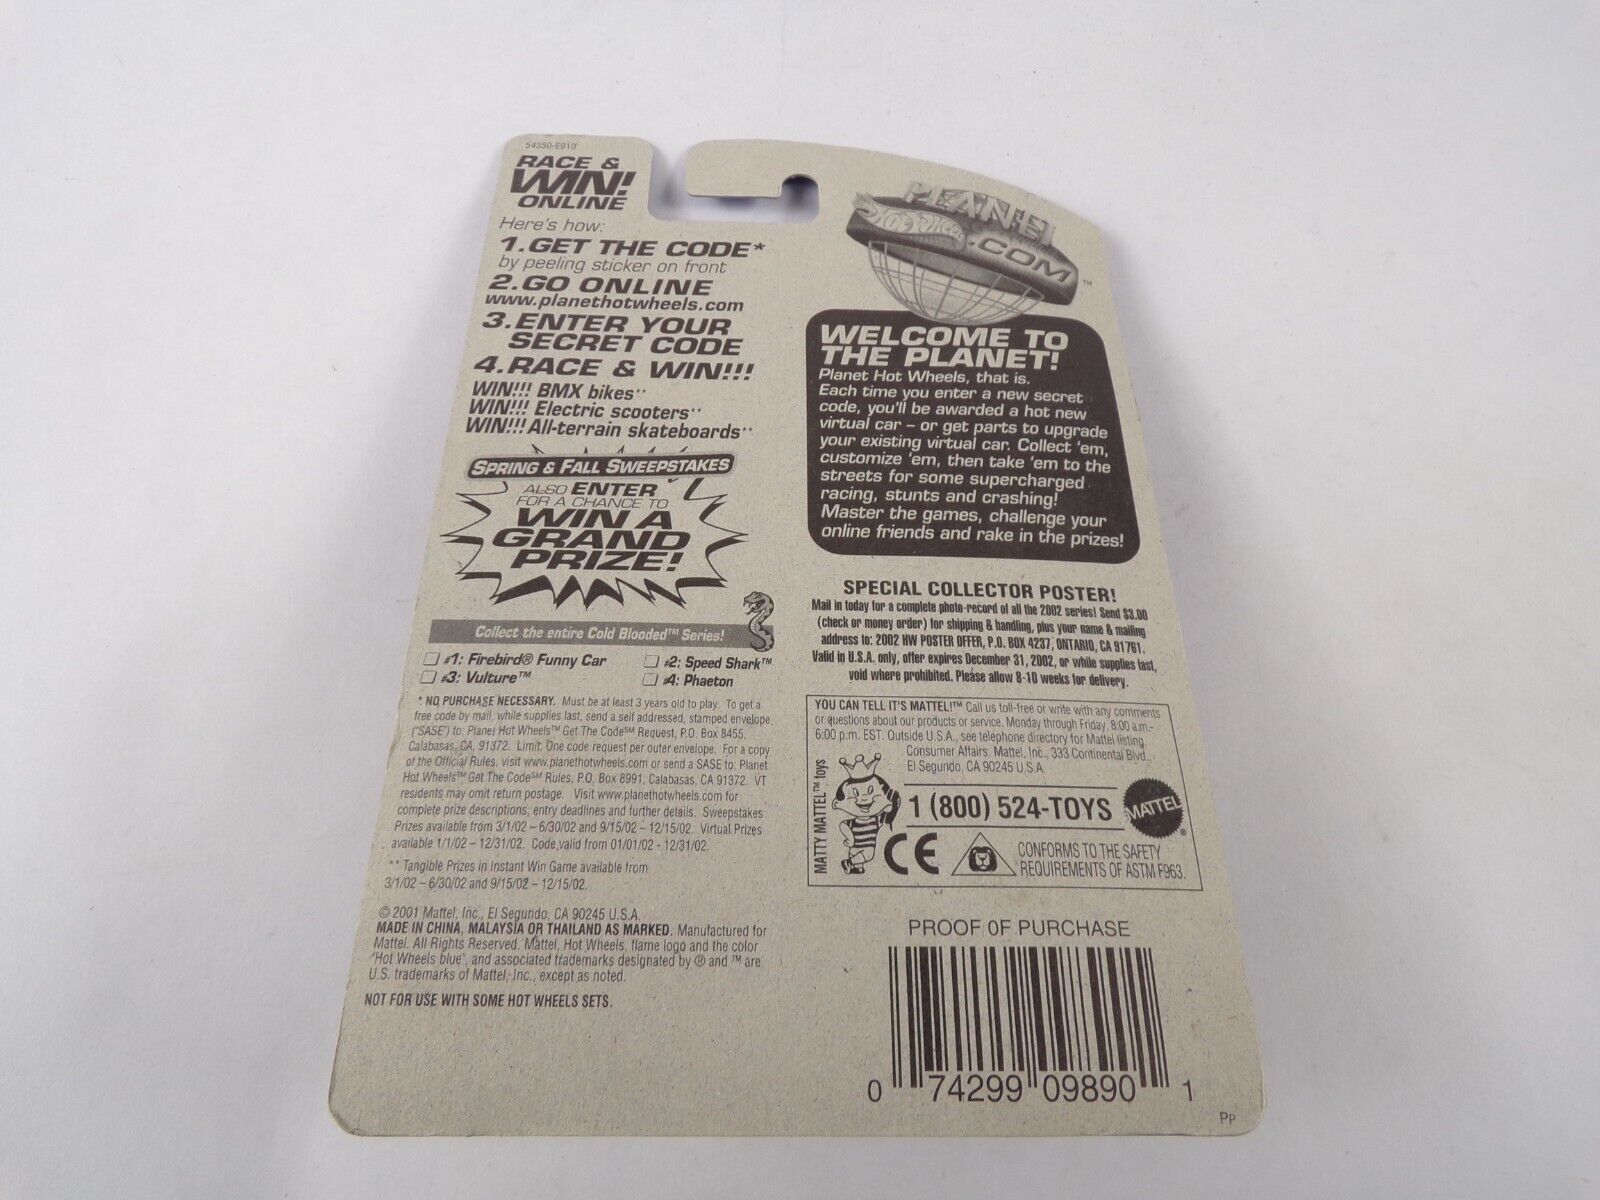 54350-E910
RACE &
WIN!
ONLINE
Here's how:
1.GET THE CODE*
by peeling sticker on front
2.GO ONLINE
www.planethotwheels.com
3.ENTER YOUR
SECRET CODE
4.RACE & WIN!!!
WIN!!! BMX bikes**
WIN!!! Electric scooters**
WIN!!! All-terrain skateboards**
SPRING & FALL SWEEPSTAKES
ALSO ENTER
FOR A CHANCE TO
WIN A
GRAND
PRIZE!
Collect the entire Cold Blooded™ Series!
#1: Firebird® Funny Car
#2: Speed Shark™
#3: Vulture™
#4: Phaeton
* NO PURCHASE NECESSARY. Must be at least 3 years old to play. To get a
free code by mail, while supplies last, send a self addressed, stamped envelope
("SASE") to: Planet Hot Wheels™ Get The Code℠ Request, P.O. Box 8455,
Calabasas, CA, 91372. Limit: One code request per outer envelope. For a copy
of the Official Rules, visit www.planethotwheels.com or send a SASE to: Planet
Hot Wheels™ Get The Code℠ Rules, P.O. Box 8991, Calabasas, CA 91372. VT
residents may omit return postage. Visit www.planethotwheels.com for
complete prize descriptions, entry deadlines and further details. Sweepstakes
Prizes available from 3/1/02 – 6/30/02 and 9/15/02 – 12/15/02. Virtual Prizes
available 1/1/02 – 12/31/02. Code valid from 01/01/02 - 12/31/02.
** Tangible Prizes in Instant Win Game available from
3/1/02 – 6/30/02 and 9/15/02 – 12/15/02.
© 2001 Mattel, Inc., El Segundo, CA 90245 U.S.A.
MADE IN CHINA, MALAYSIA OR THAILAND AS MARKED. Manufactured for
Mattel. All Rights Reserved. Mattel, Hot Wheels, flame logo and the color
"Hot Wheels blue", and associated trademarks designated by ® and ™ are
U.S. trademarks of Mattel, Inc., except as noted.
NOT FOR USE WITH SOME HOT WHEELS SETS.
PLANET
Hot Wheels
.COM
™
WELCOME TO
THE PLANET!
Planet Hot Wheels, that is.
Each time you enter a new secret
code, you'll be awarded a hot new
virtual car – or get parts to upgrade
your existing virtual car. Collect 'em,
customize 'em, then take 'em to the
streets for some supercharged
racing, stunts and crashing!
Master the games, challenge your
online friends and rake in the prizes!
SPECIAL COLLECTOR POSTER!
Mail in today for a complete photo-record of all the 2002 series! Send $3.00
(check or money order) for shipping & handling, plus your name & mailing
address to: 2002 HW POSTER OFFER, P.O. BOX 4237, ONTARIO, CA 91761.
Valid in U.S.A. only, offer expires December 31, 2002, or while supplies last,
void where prohibited. Please allow 8-10 weeks for delivery.
YOU CAN TELL IT'S MATTEL!™ Call us toll-free or write with any comments
or questions about our products or service. Monday through Friday, 8:00 a.m.-
6:00 p.m. EST. Outside U.S.A., see telephone directory for Mattel listing.
Consumer Affairs, Mattel, Inc., 333 Continental Blvd.,
El Segundo, CA 90245 U.S.A.
MATTY MATTEL™ toys
1 (800) 524-TOYS
MATTEL®
CE
CONFORMS TO THE SAFETY
REQUIREMENTS OF ASTM F963.
PROOF OF PURCHASE
0 74299 09890 1
PP